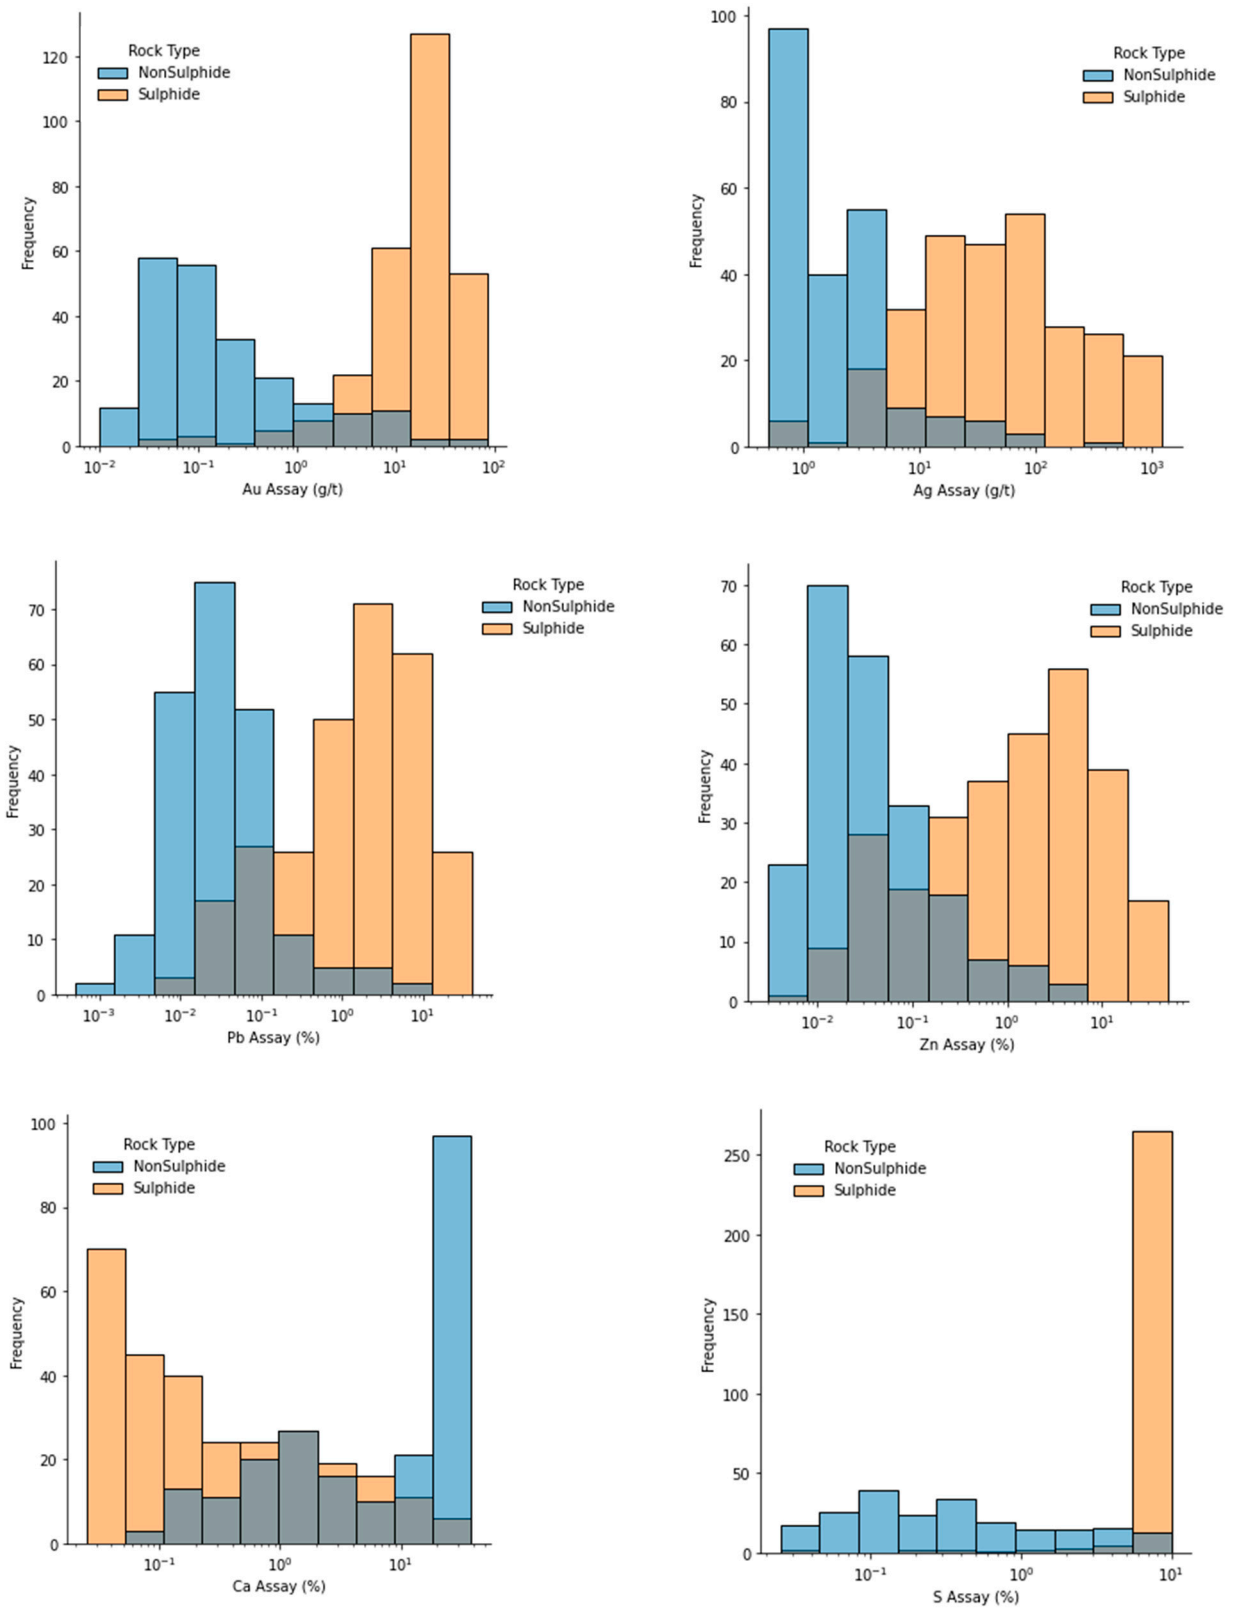 Rock Type
NonSulphide
Sulphide
120
100
80
60
40
20
0
Frequency
10⁻² 10⁻¹ 10⁰ 10¹ 10²
Au Assay (g/t)
Rock Type
NonSulphide
Sulphide
100
80
60
40
20
0
Frequency
10⁰ 10¹ 10² 10³
Ag Assay (g/t)
Rock Type
NonSulphide
Sulphide
70
60
50
40
30
20
10
0
Frequency
10⁻³ 10⁻² 10⁻¹ 10⁰ 10¹
Pb Assay (%)
Rock Type
NonSulphide
Sulphide
70
60
50
40
30
20
10
0
Frequency
10⁻² 10⁻¹ 10⁰ 10¹
Zn Assay (%)
Rock Type
NonSulphide
Sulphide
100
80
60
40
20
0
Frequency
10⁻¹ 10⁰ 10¹
Ca Assay (%)
Rock Type
NonSulphide
Sulphide
250
200
150
100
50
0
Frequency
10⁻¹ 10⁰ 10¹
S Assay (%)